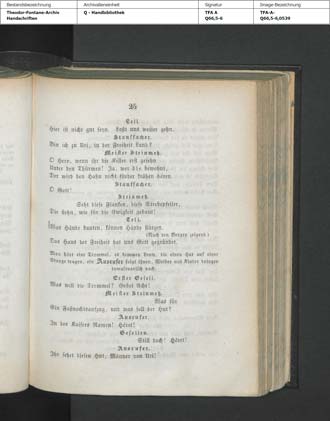 Bestandsbezeichnung Archivalieneinheit Signatur Image-Bezeichnung
Theodor-Fontane-Archiv Q - Handbibliothek TFA A TFA-A-
Handschriften Q66,5-6 Q66,5-6,0539
25
Tell.
Hier ist nicht gut seyn. Laßt uns weiter gehn.
Stauffacher.
Bin ich zu Uri, in der Freiheit Land?
Meister Steinmetz.
O Herr, wenn ihr die Keller erst gesehn
Unter den Thürmen! Ja, wer die bewohnt,
Der wird den Hahn nicht fürder krähen hören.
Stauffacher.
O Gott!
Steinmetz.
Seht diese Flanken, diese Strebepfeiler,
Die stehn, wie für die Ewigkeit gebaut!
Tell.
Was Hände bauten, können Hände stürzen.
(Nach den Bergen zeigend:)
Das Haus der Freiheit hat uns Gott gegründet.
Man hört eine Trommel, es kommen Leute, die einen Hut auf einer
Stange tragen, ein Ausrufer folgt ihnen, Weiber und Kinder dringen
tumultuarisch nach.
Erster Gesell.
Was will die Trommel? Gebet Acht!
Meister Steinmetz.
Was für
Ein Faßnachtsaufzug, und was soll der Hut?
Ausrufer.
In des Kaisers Namen! Höret!
Gesellen.
Still doch! Höret!
Ausrufer.
Ihr sehet diesen Hut, Männer von Uri!